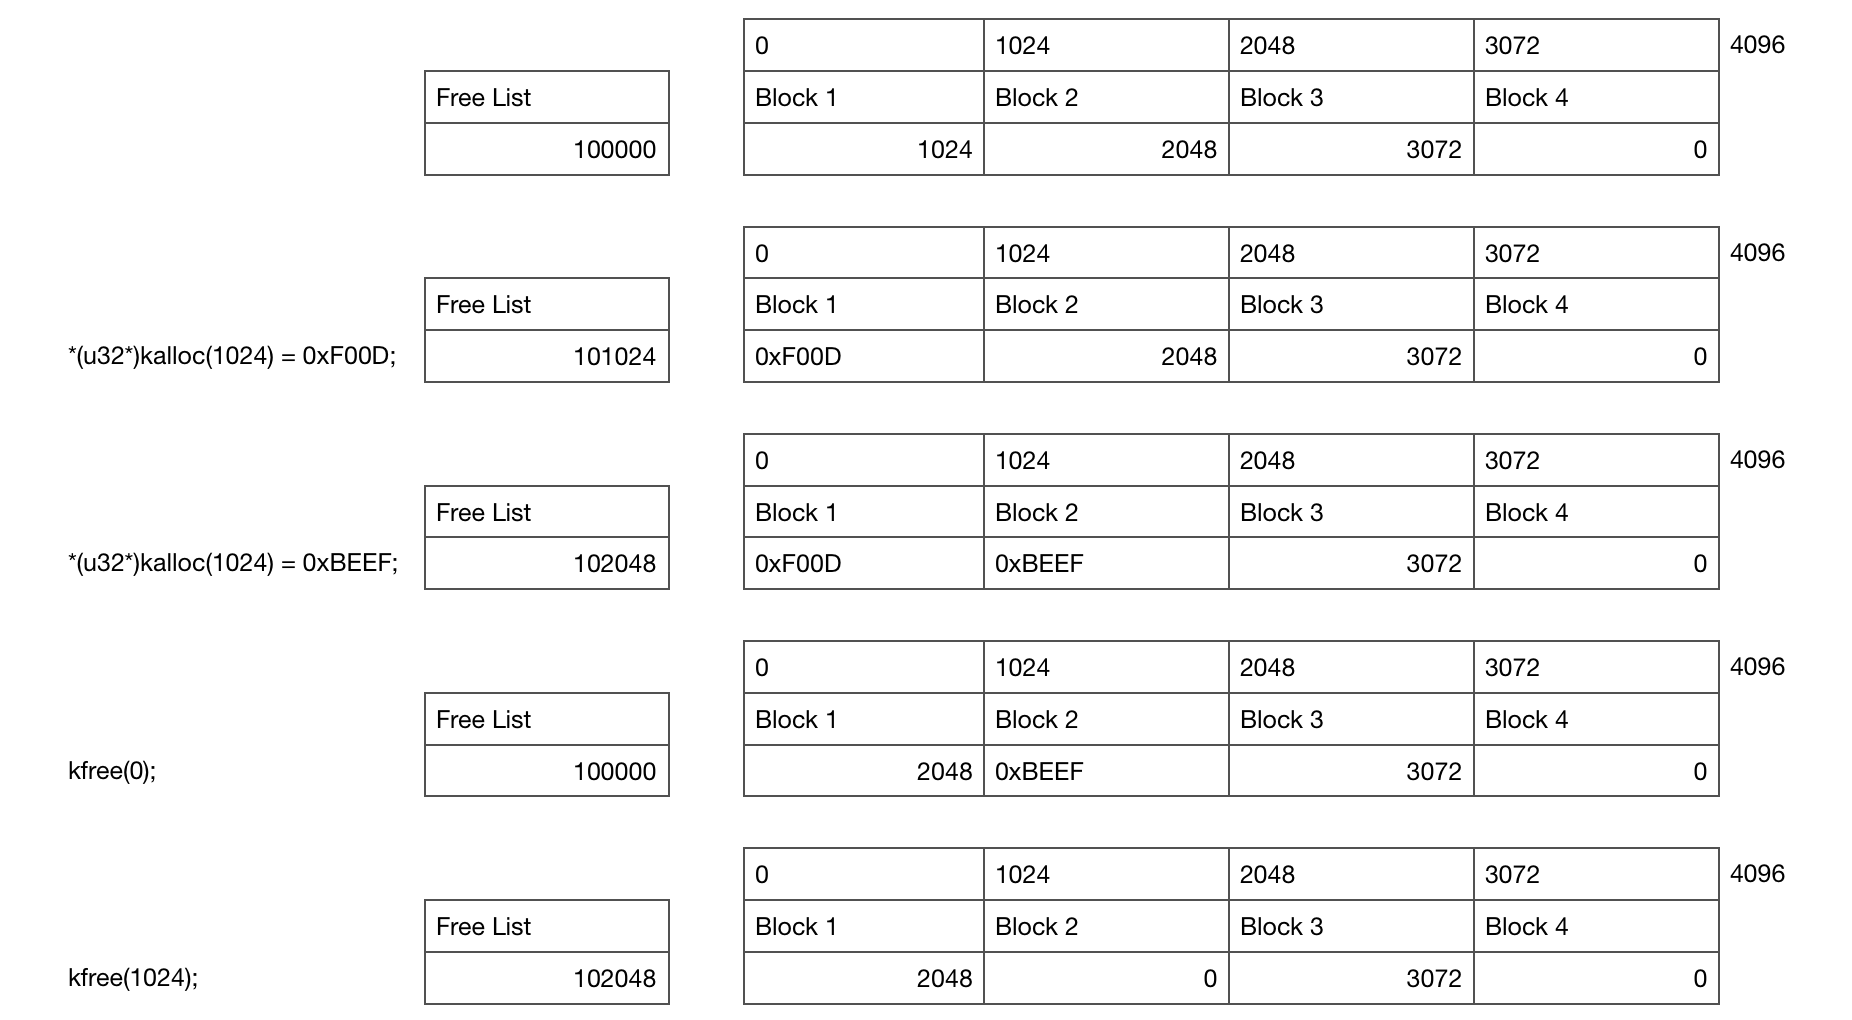 0 1024 2048 3072 4096
Free List Block 1 Block 2 Block 3 Block 4
100000 1024 2048 3072 0
0 1024 2048 3072 4096
Free List Block 1 Block 2 Block 3 Block 4
*(u32*)kalloc(1024) = 0xF00D; 101024 0xF00D 2048 3072 0
0 1024 2048 3072 4096
Free List Block 1 Block 2 Block 3 Block 4
*(u32*)kalloc(1024) = 0xBEEF; 102048 0xF00D 0xBEEF 3072 0
0 1024 2048 3072 4096
Free List Block 1 Block 2 Block 3 Block 4
kfree(0); 100000 2048 0xBEEF 3072 0
0 1024 2048 3072 4096
Free List Block 1 Block 2 Block 3 Block 4
kfree(1024); 102048 2048 0 3072 0